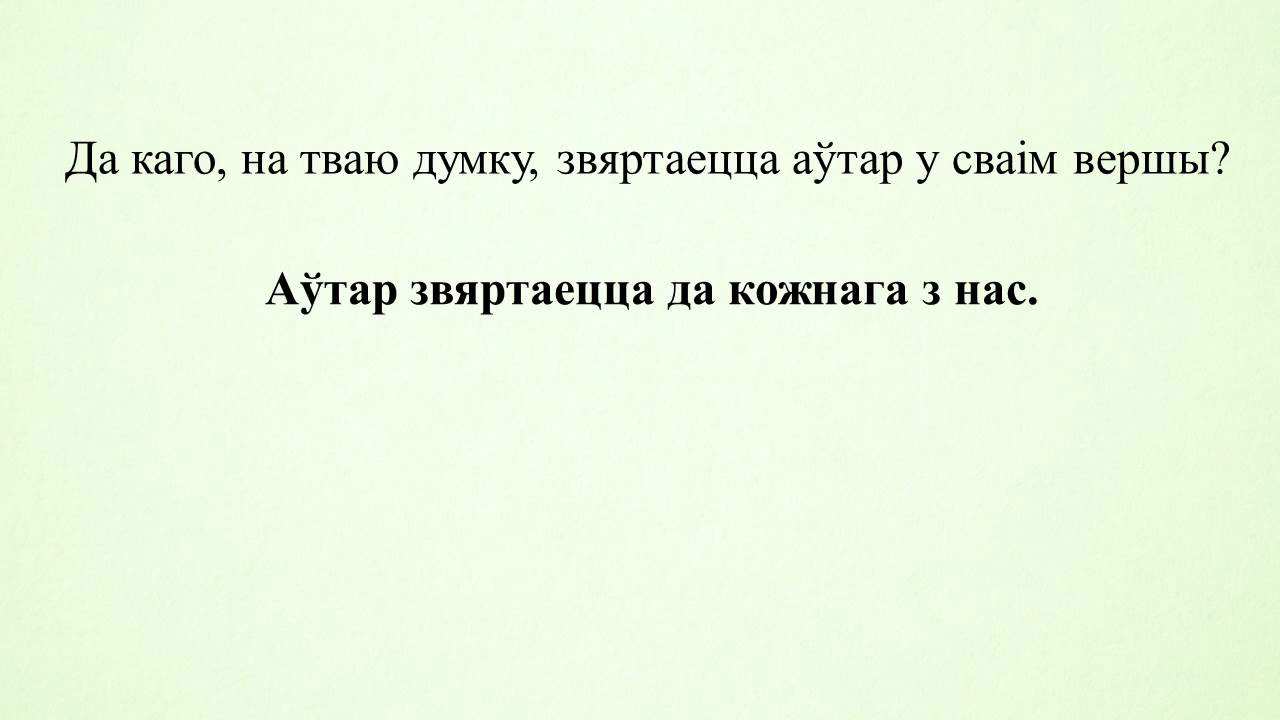 Да каго, на тваю думку, звяртаецца аўтар у сваім вершы?
Аўтар звяртаецца да кожнага з нас.